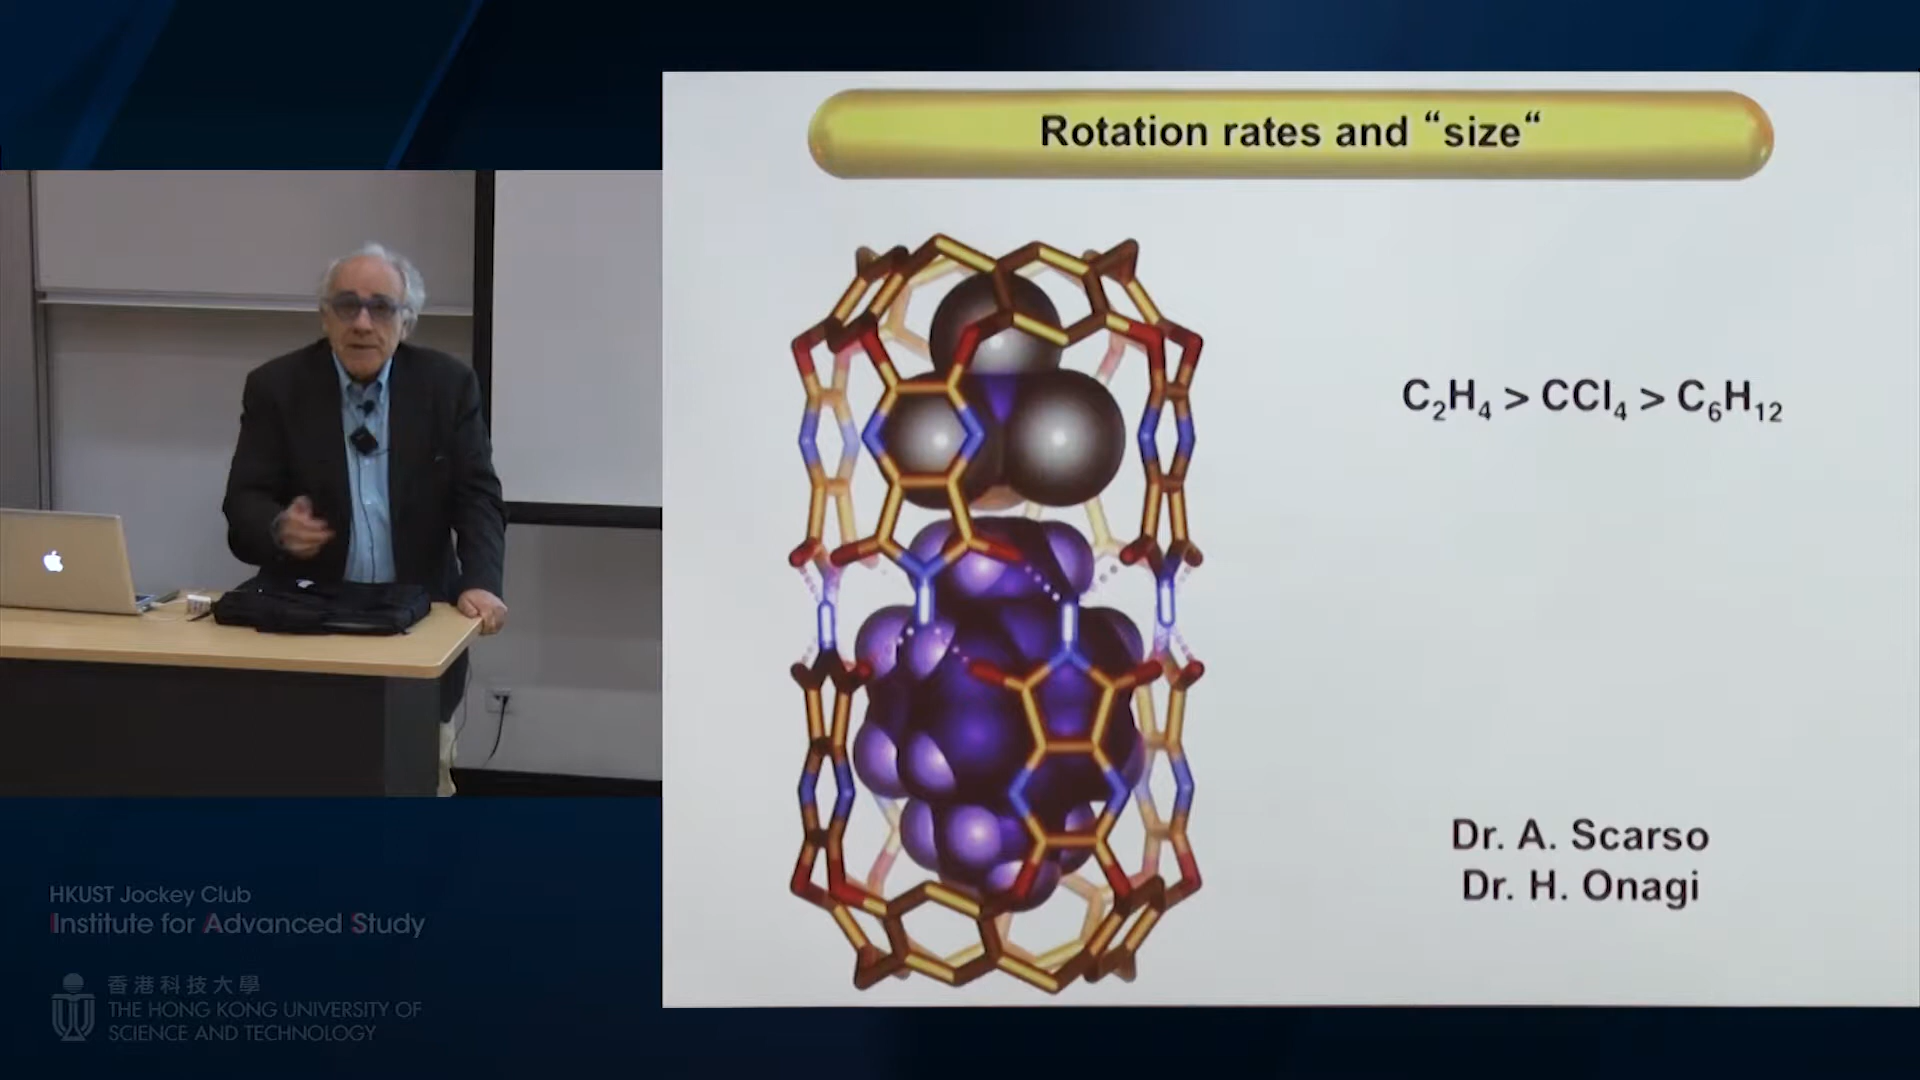 Rotation rates and “size“
C₂H₄ > CCl₄ > C₆H₁₂
Dr. A. Scarso
Dr. H. Onagi
HKUST Jockey Club
Institute for Advanced Study
香港科技大學
THE HONG KONG UNIVERSITY OF
SCIENCE AND TECHNOLOGY